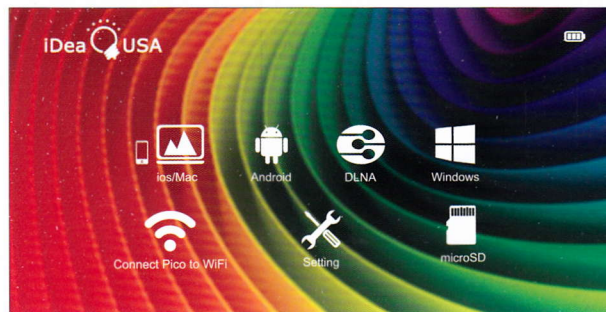 iDea USA
ios/Mac
Android
DLNA
Windows
Connect Pico to WiFi
Setting
microSD